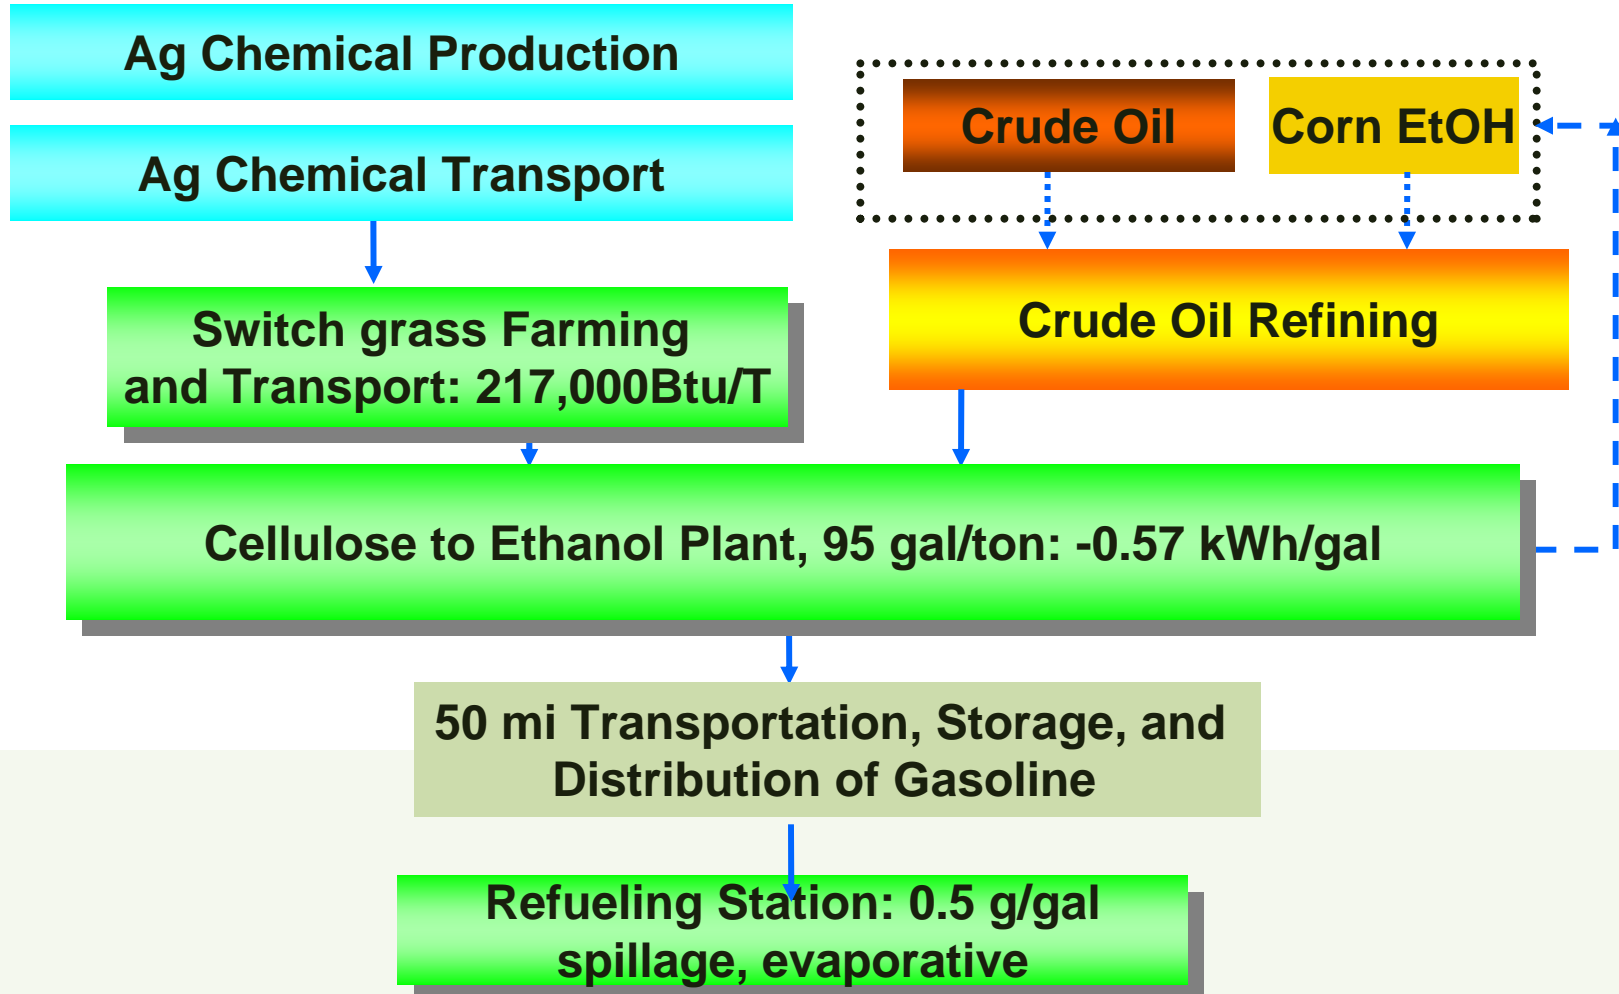 Ag Chemical Production
Ag Chemical Transport
Crude Oil
Corn EtOH
Switch grass Farming
and Transport: 217,000Btu/T
Crude Oil Refining
Cellulose to Ethanol Plant, 95 gal/ton: -0.57 kWh/gal
50 mi Transportation, Storage, and
Distribution of Gasoline
Refueling Station: 0.5 g/gal
spillage, evaporative